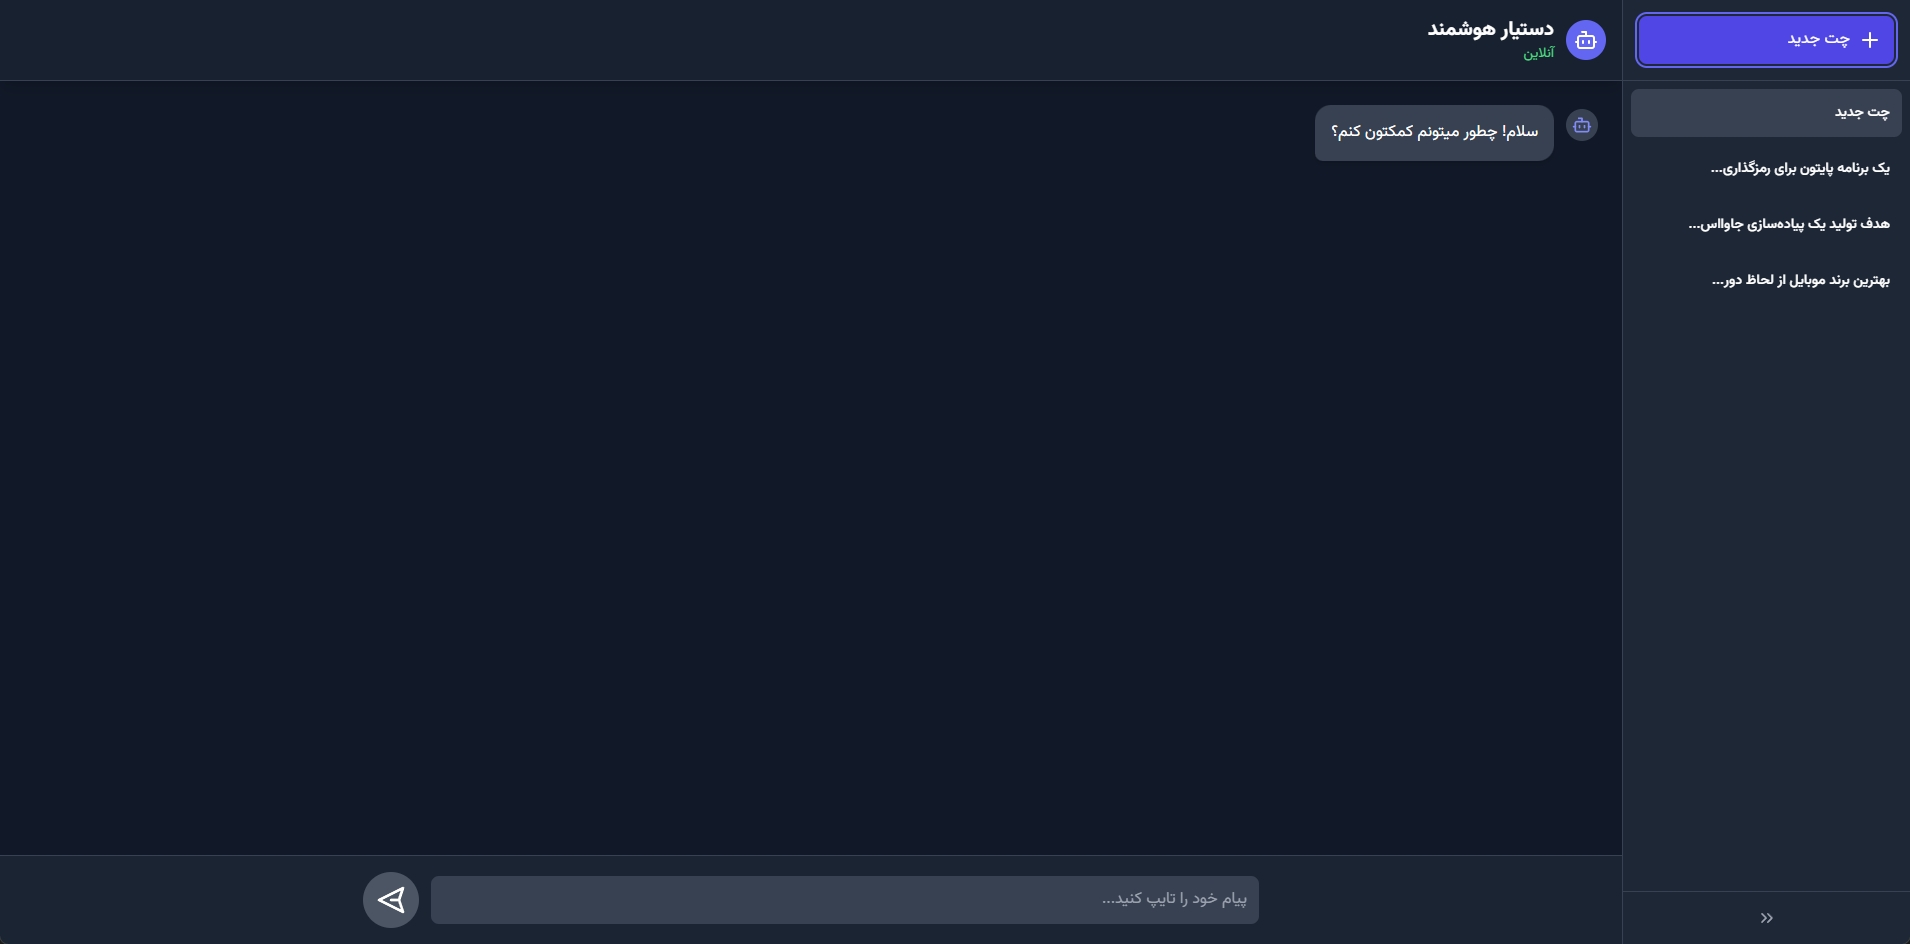 چت جدید
دستیار هوشمند
آنلاین
چت جدید
یک برنامه پایتون برای رمزگذاری...
هدف تولید یک پیاده‌سازی جاوااس...
بهترین برند موبایل از لحاظ دور...
سلام! چطور میتونم کمکتون کنم؟
پیام خود را تایپ کنید...